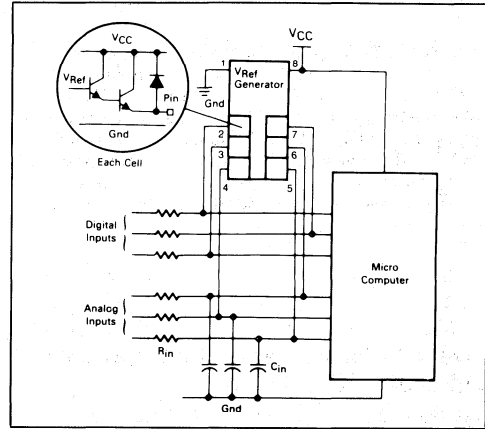 VCC
VRef
Pin
Gnd
Each Cell
VCC
1
8
VRef
Generator
Gnd
2
7
3
6
4
5
Digital
Inputs
Micro
Computer
Analog
Inputs
Rin
Cin
Gnd